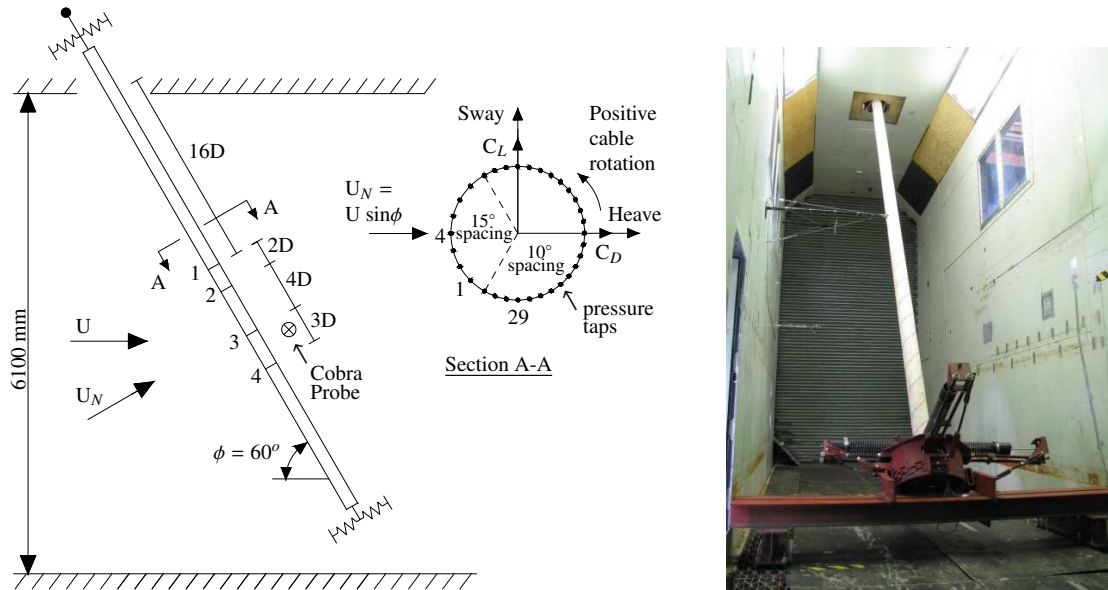 16D
A
A
2D
4D
3D
1
2
3
4
U
U_N
6100 mm
ϕ = 60°
Cobra
Probe
Sway
C_L
Positive
cable
rotation
U_N =
U sinϕ
Heave
C_D
15°
spacing
10°
spacing
4
1
29
pressure
taps
Section A-A